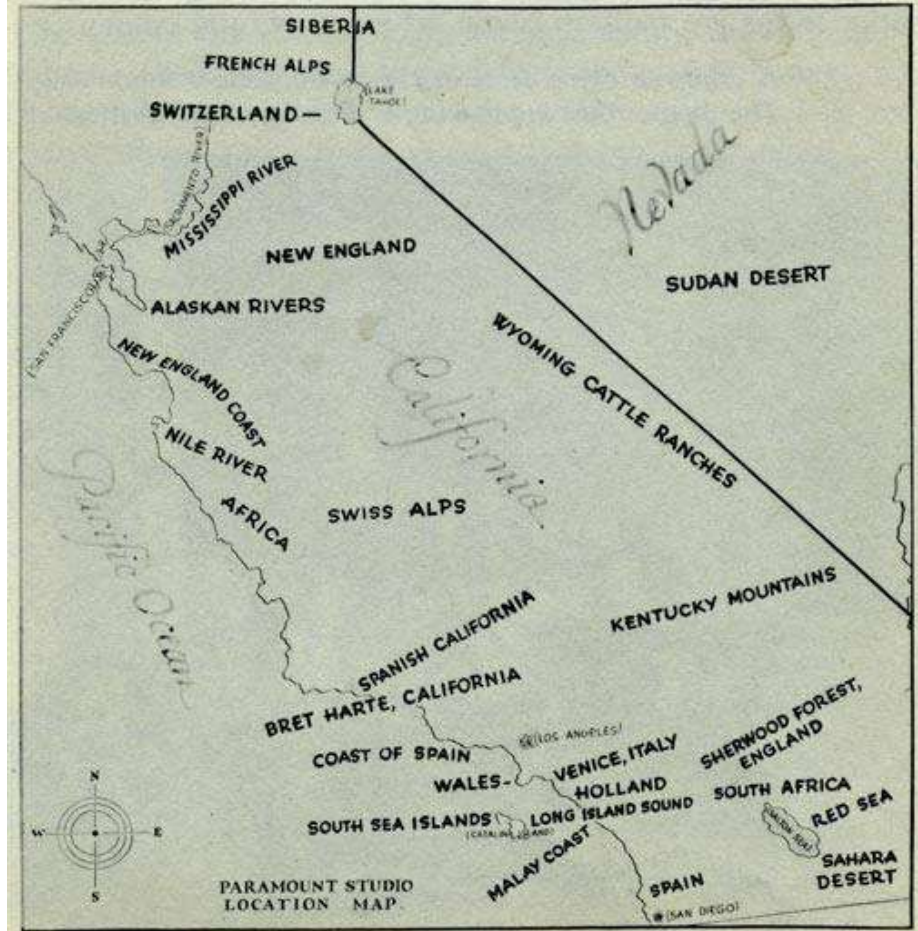 SIBERIA
FRENCH ALPS
(LAKE
TAHOE)
SWITZERLAND
(SACRAMENTO RIVER)
MISSISSIPPI RIVER
Nevada
NEW ENGLAND
SUDAN DESERT
(SAN FRANCISCO)
ALASKAN RIVERS
WYOMING CATTLE RANCHES
NEW ENGLAND COAST
California
NILE RIVER
Pacific Ocean
AFRICA
SWISS ALPS
KENTUCKY MOUNTAINS
SPANISH CALIFORNIA
BRET HARTE, CALIFORNIA
SHERWOOD FOREST,
ENGLAND
(LOS ANGELES)
COAST OF SPAIN
VENICE, ITALY
WALES-
HOLLAND
SOUTH AFRICA
SOUTH SEA ISLANDS
(CATALINA ISLAND)
LONG ISLAND SOUND
RED SEA
(SALTON SEA)
MALAY COAST
SAHARA
DESERT
SPAIN
(SAN DIEGO)
N
W
E
S
PARAMOUNT STUDIO
LOCATION MAP.